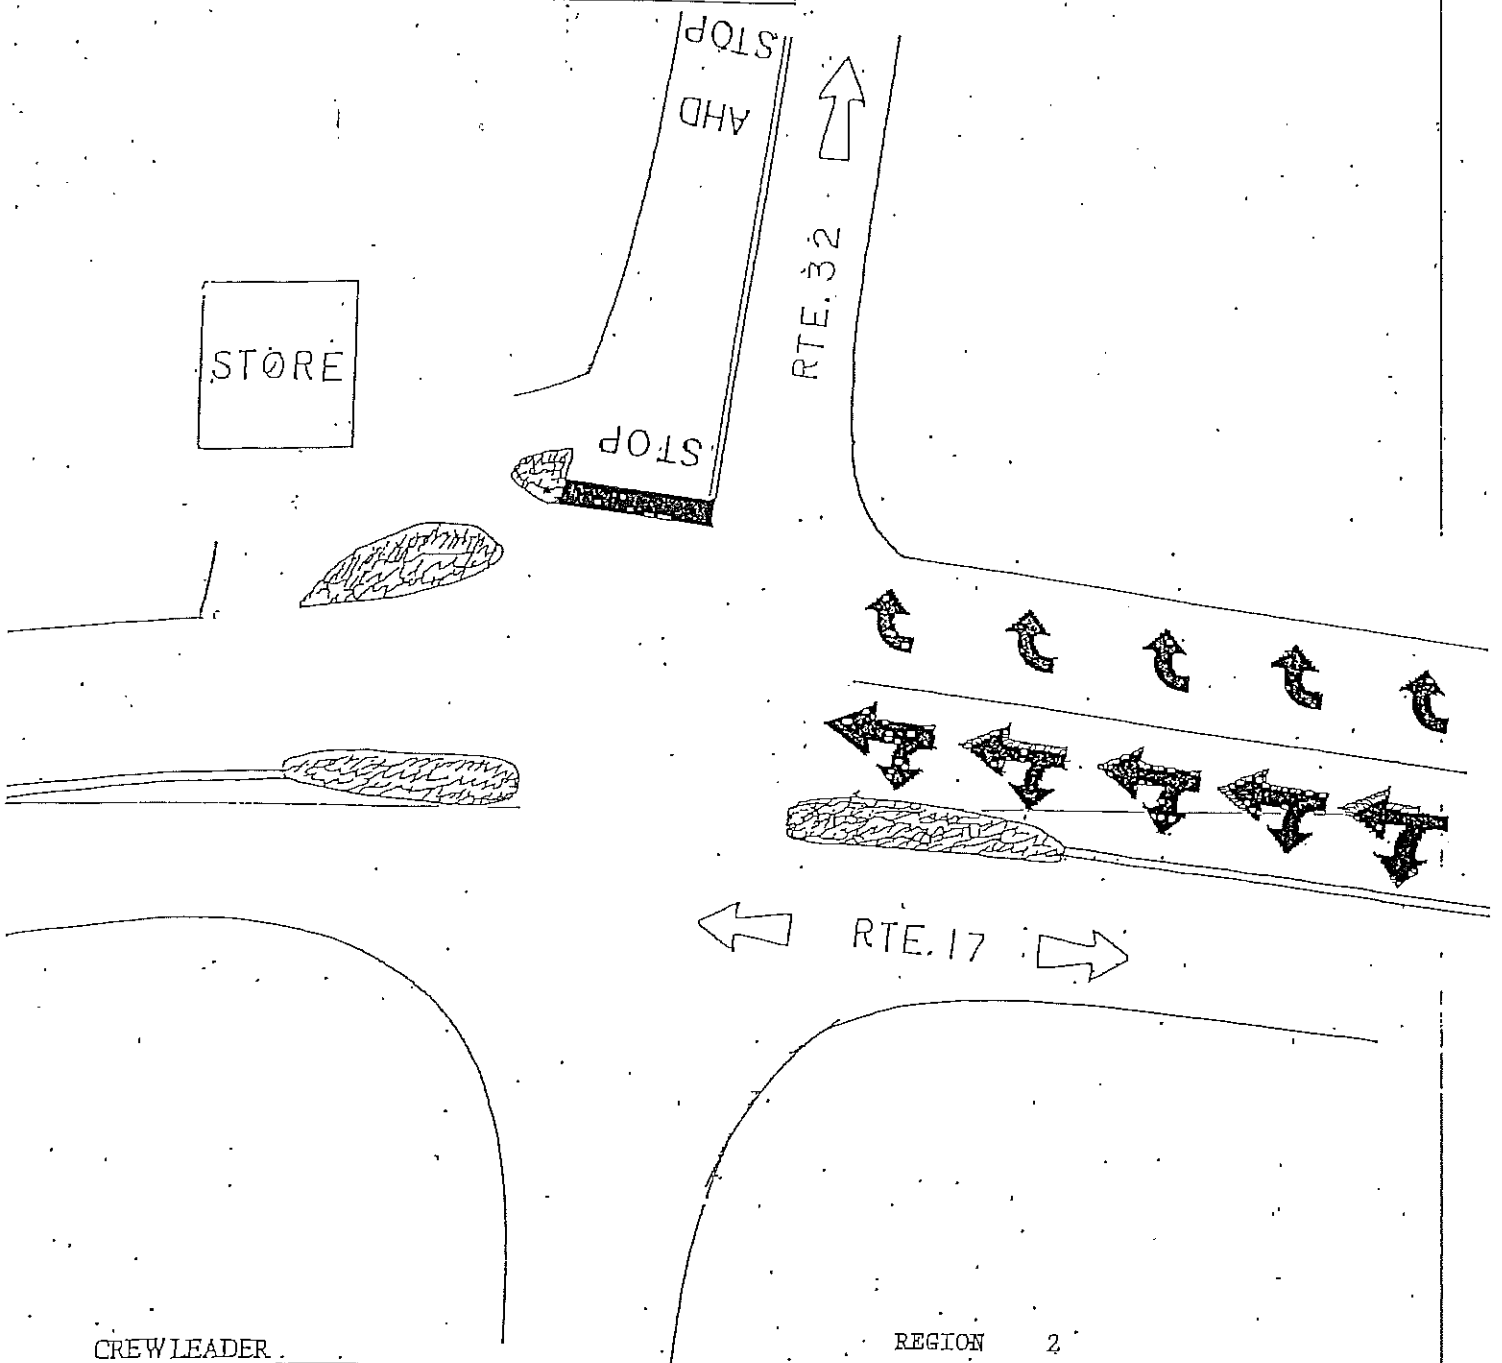 STOP
AHD
RTE.32
STORE
STOP
RTE.17
CREW LEADER
REGION 2